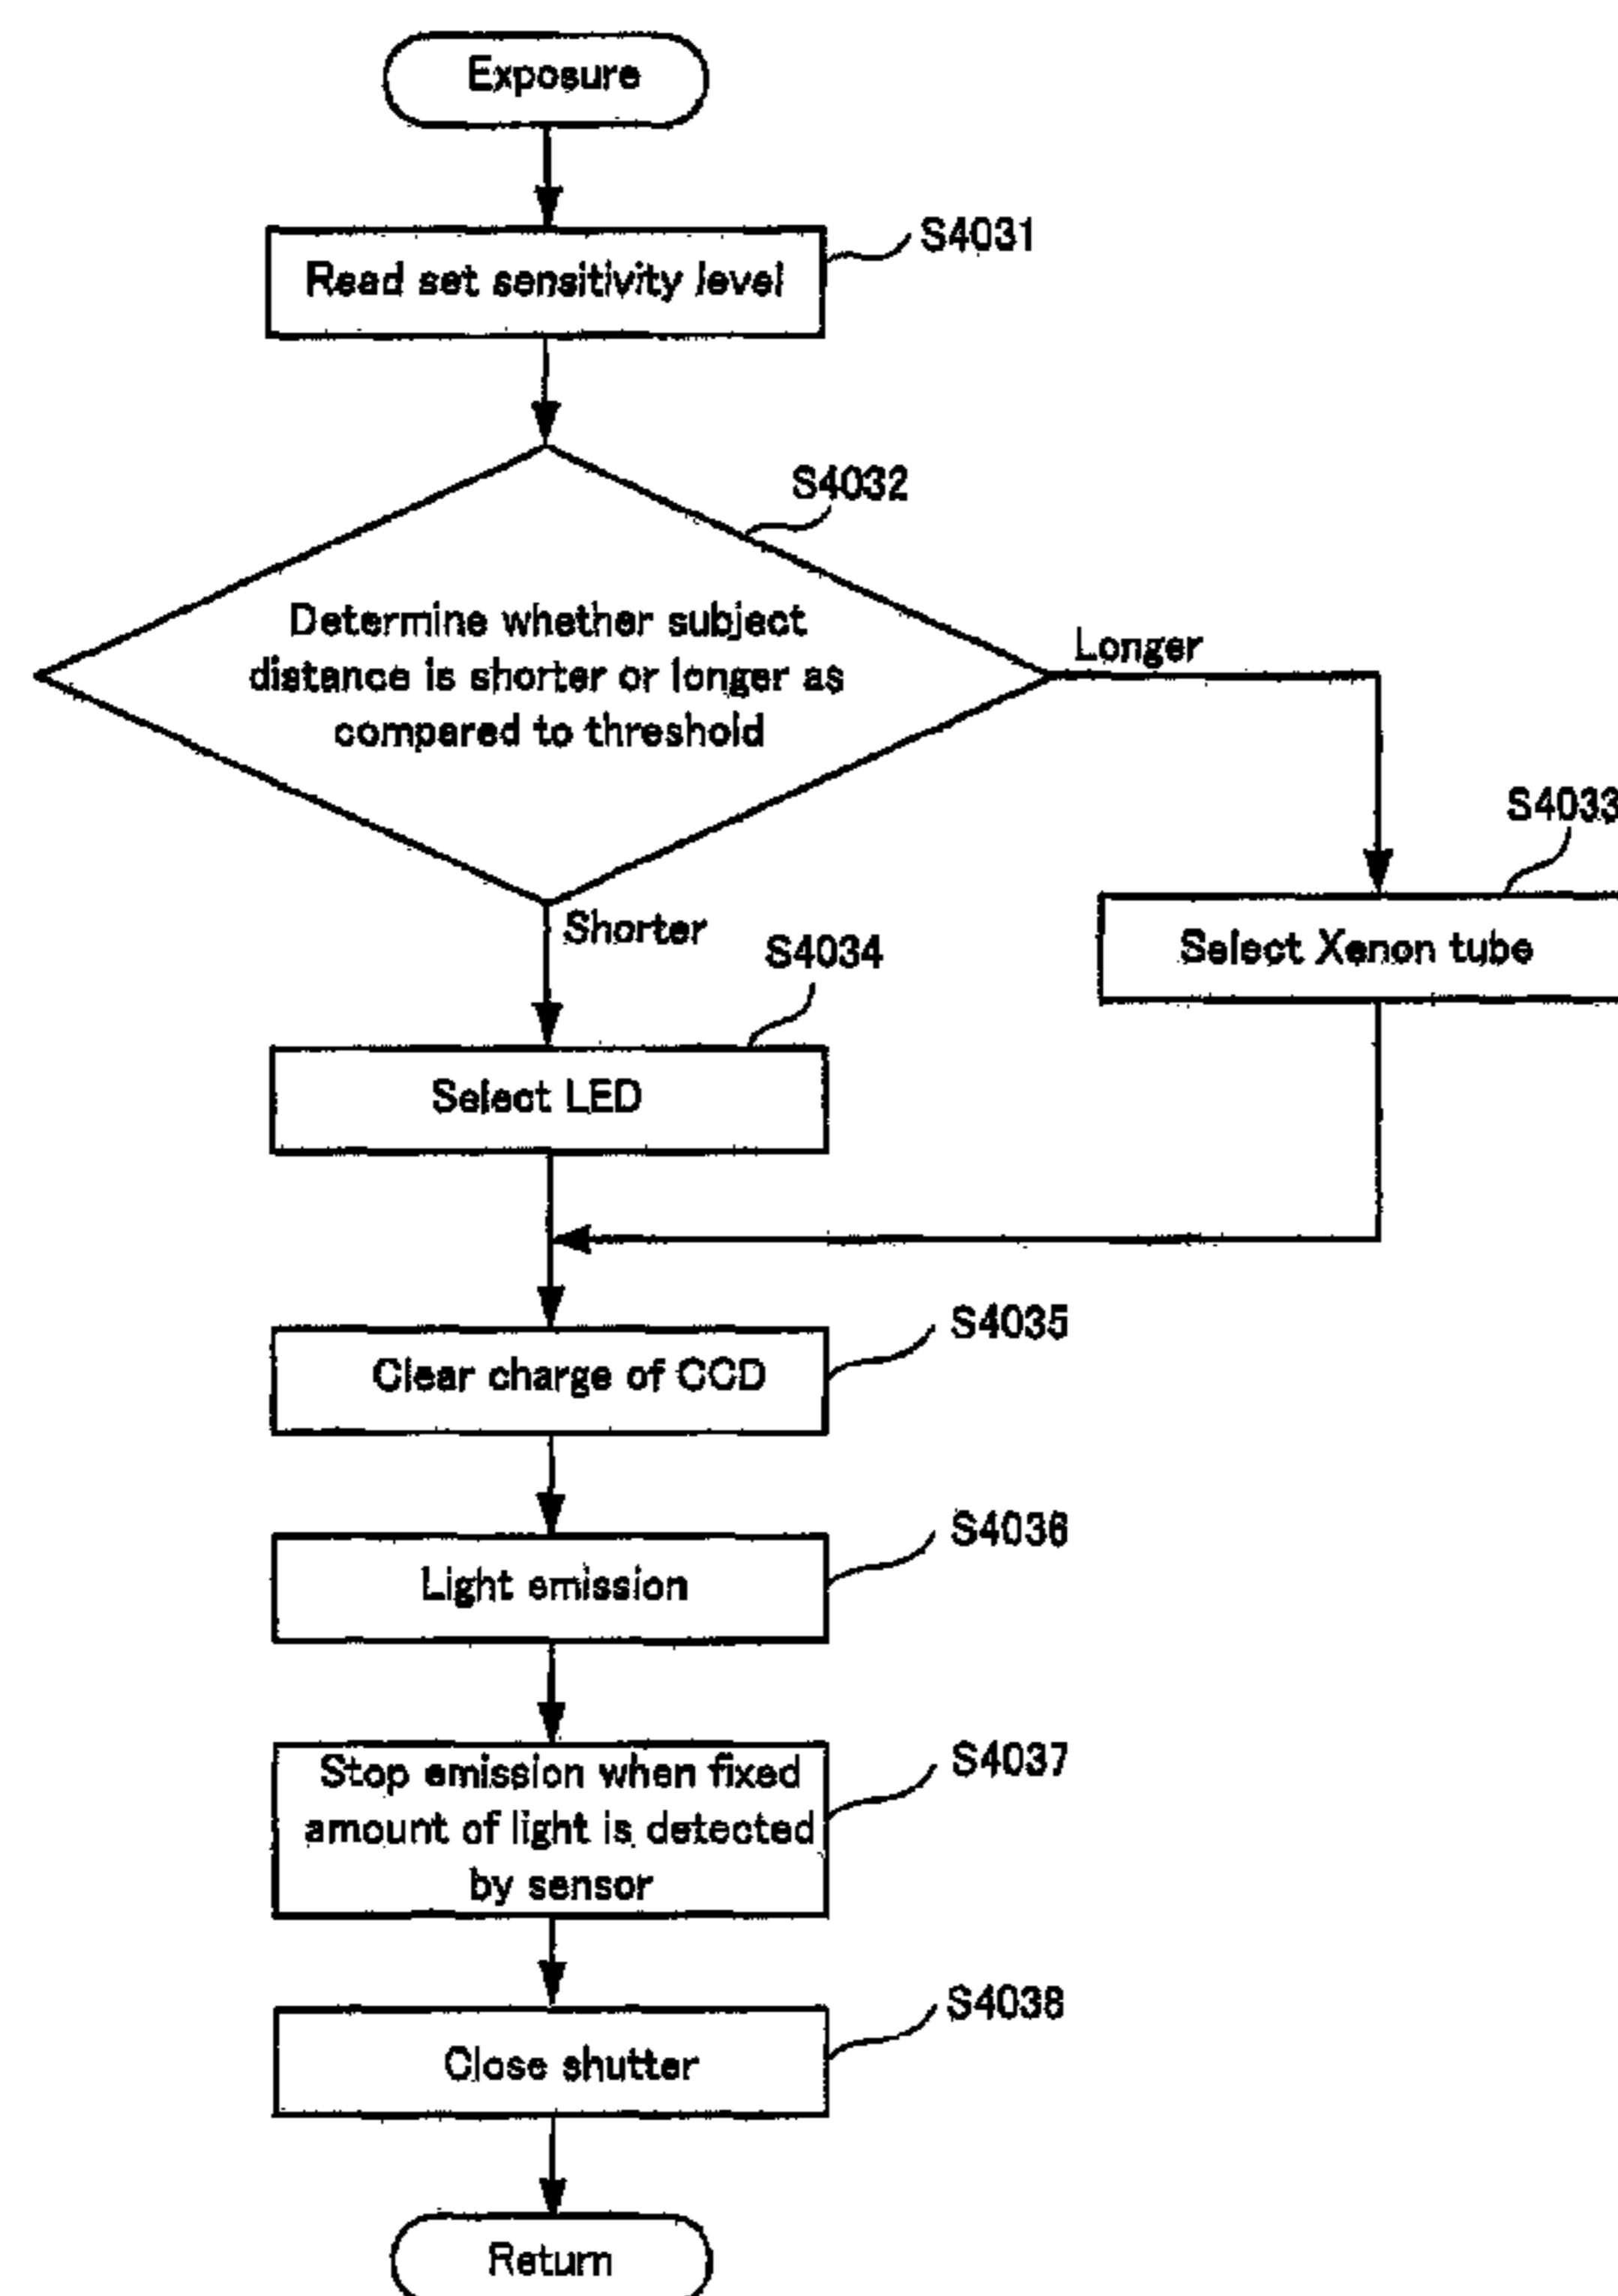 Exposure
S4031
Read set sensitivity level
S4032
Determine whether subject
distance is shorter or longer as
compared to threshold
Longer
S4033
Select Xenon tube
Shorter
S4034
Select LED
S4035
Clear charge of CCD
S4036
Light emission
S4037
Stop emission when fixed
amount of light is detected
by sensor
S4038
Close shutter
Return